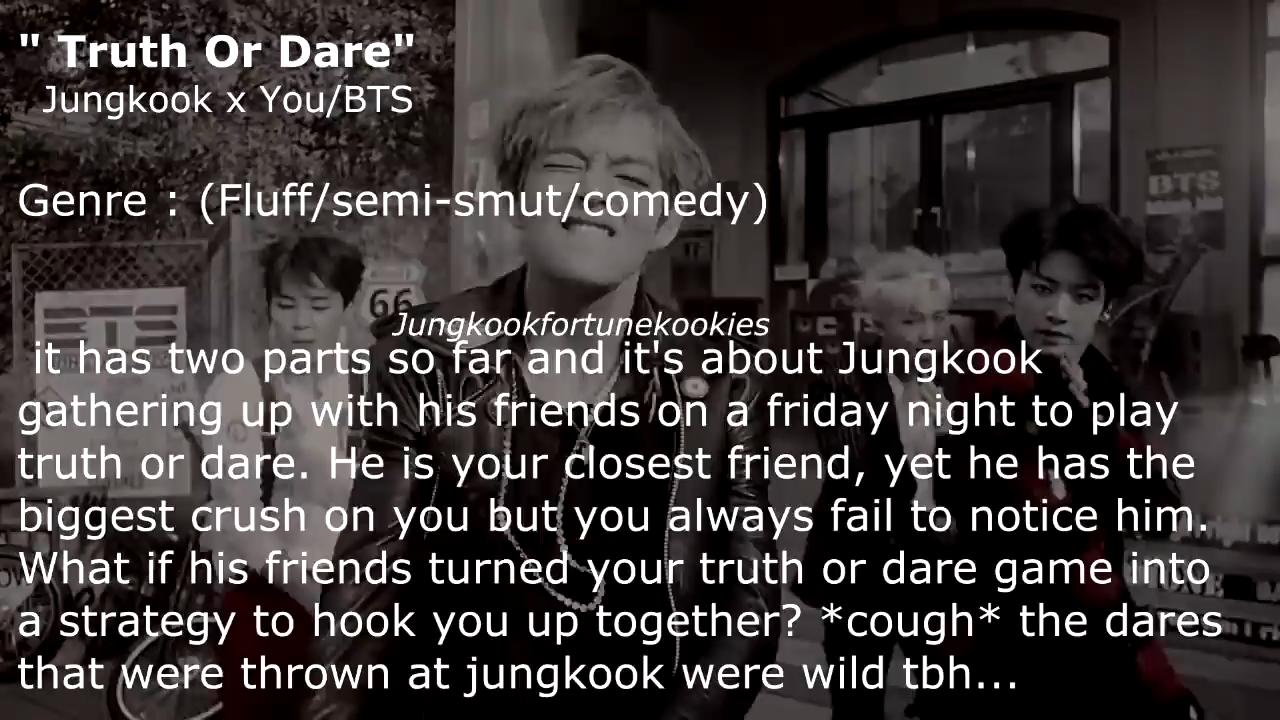 " Truth Or Dare"
Jungkook x You/BTS
Genre : (Fluff/semi-smut/comedy)
66
BTS
Jungkookfortunekookies
it has two parts so far and it's about Jungkook
gathering up with his friends on a friday night to play
truth or dare. He is your closest friend, yet he has the
biggest crush on you but you always fail to notice him.
What if his friends turned your truth or dare game into
a strategy to hook you up together? *cough* the dares
that were thrown at jungkook were wild tbh...